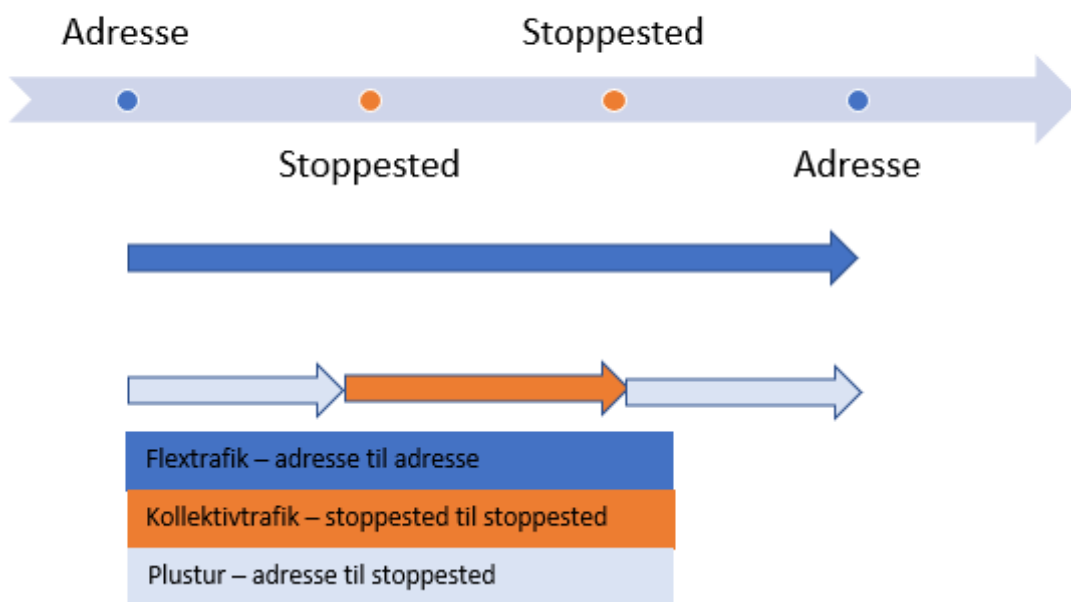 Adresse
Stoppested
Stoppested
Adresse
Flextrafik – adresse til adresse
Kollektivtrafik – stoppested til stoppested
Plustur – adresse til stoppested